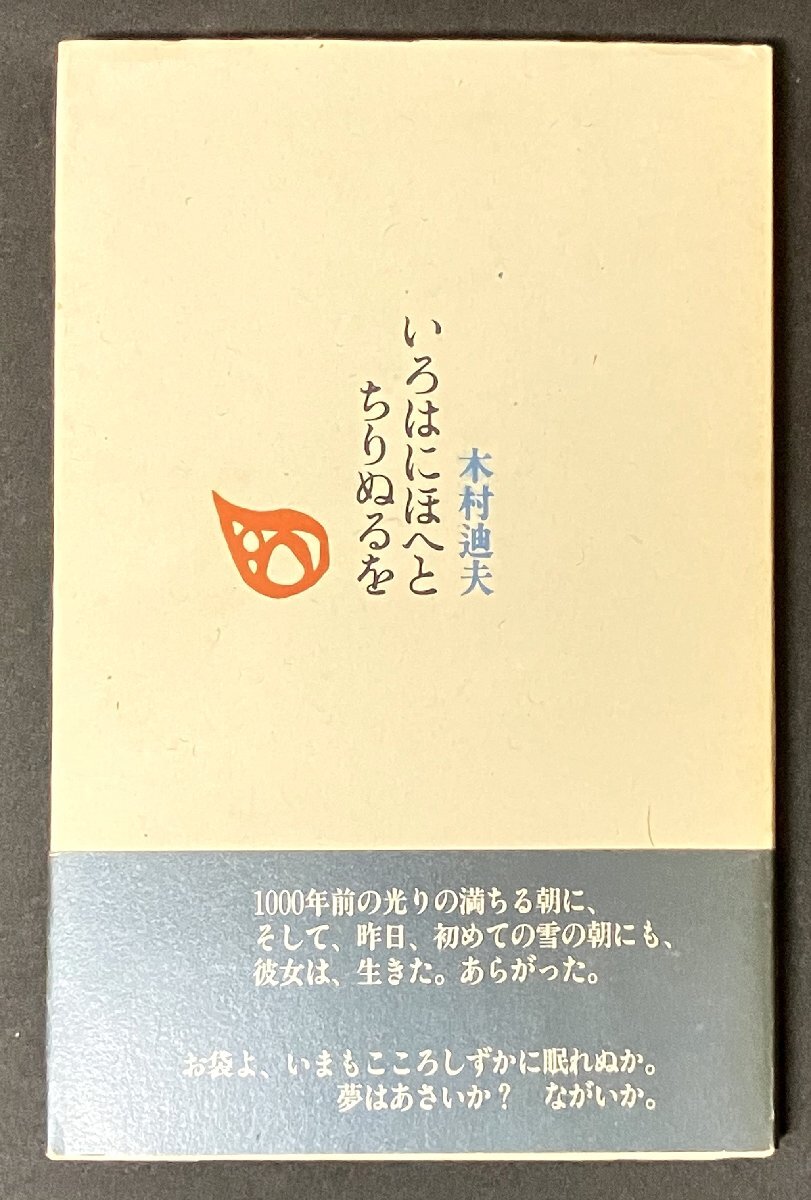 木村迪夫
いろはにほへと
ちりぬるを
1000年前の光りの満ちる朝に、
そして、昨日、初めての雪の朝にも、
彼女は、生きた。あらがった。
お袋よ、いまもこころしずかに眠れぬか。
夢はあさいか？　ながいか。